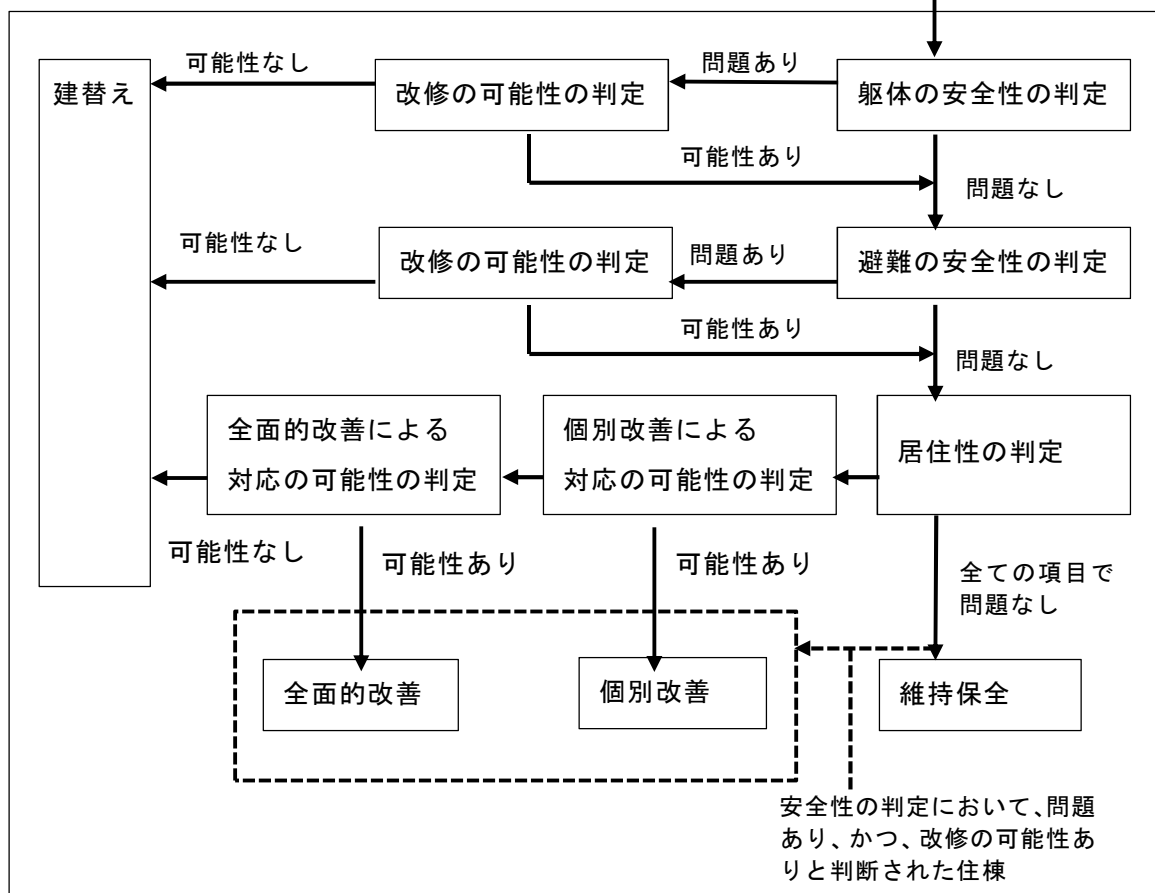 可能性なし
問題あり
建替え
改修の可能性の判定
躯体の安全性の判定
可能性あり
問題なし
可能性なし
改修の可能性の判定
問題あり
避難の安全性の判定
可能性あり
問題なし
全面的改善による
対応の可能性の判定
個別改善による
対応の可能性の判定
居住性の判定
可能性なし
可能性あり
可能性あり
全ての項目で
問題なし
全面的改善
個別改善
維持保全
安全性の判定において、問題
あり、かつ、改修の可能性あ
りと判断された住棟